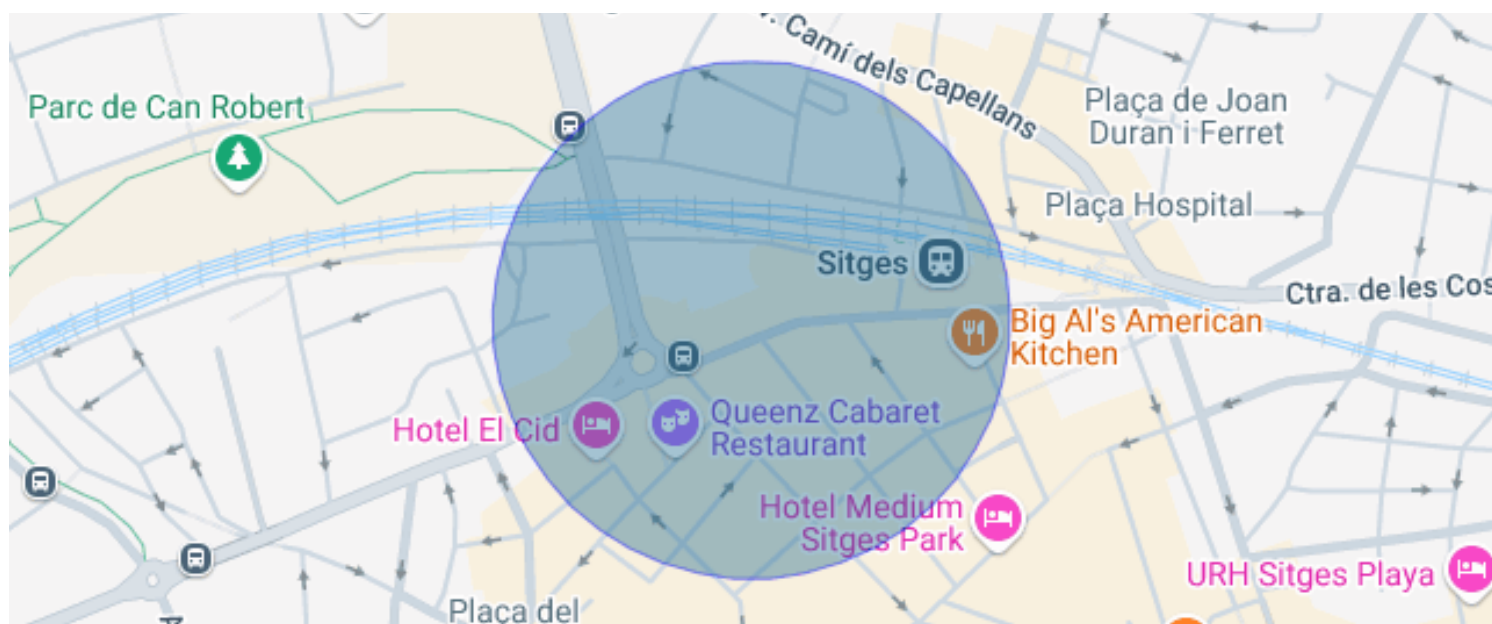 . Camí dels Capellans
Parc de Can Robert
Plaça de Joan
Duran i Ferret
Plaça Hospital
Sitges
Ctra. de les Cos
Big Al's American
Kitchen
Hotel El Cid
Queenz Cabaret
Restaurant
Hotel Medium
Sitges Park
URH Sitges Playa
Plaça del